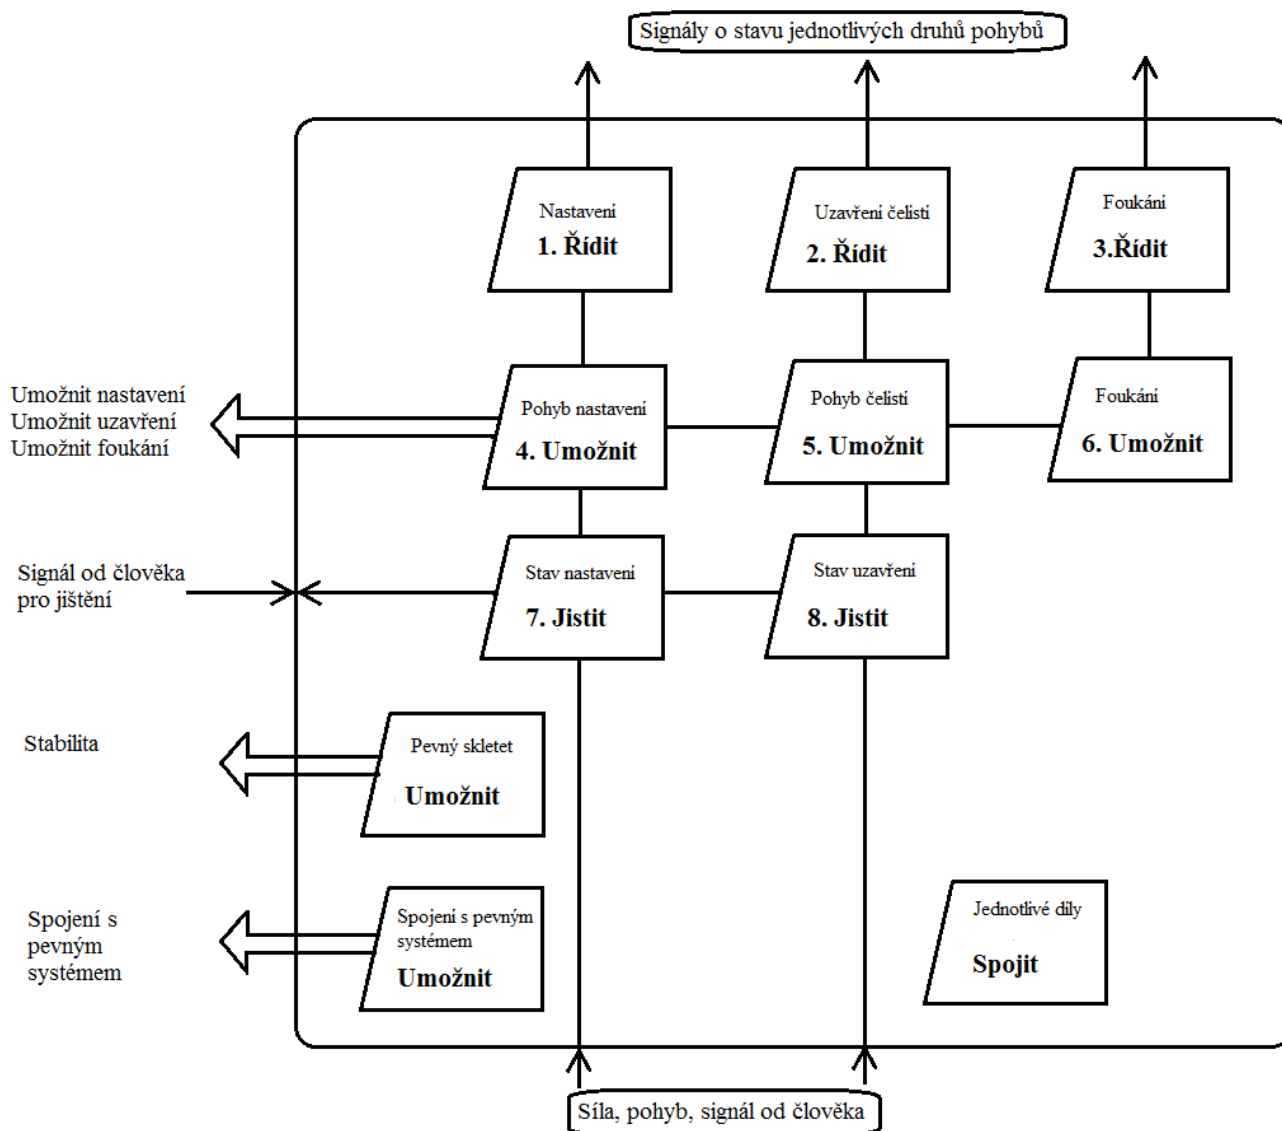 Signály o stavu jednotlivých druhů pohybů
Nastavení
1. Řídit
Uzavření čelistí
2. Řídit
Foukání
3.Řídit
Umožnit nastavení
Umožnit uzavření
Umožnit foukání
Pohyb nastavení
4. Umožnit
Pohyb čelistí
5. Umožnit
Foukání
6. Umožnit
Signál od člověka
pro jištění
Stav nastavení
7. Jistit
Stav uzavření
8. Jistit
Stabilita
Pevný skletet
Umožnit
Spojení s
pevným
systémem
Spojení s pevným
systémem
Umožnit
Jednotlivé díly
Spojit
Síla, pohyb, signál od člověka